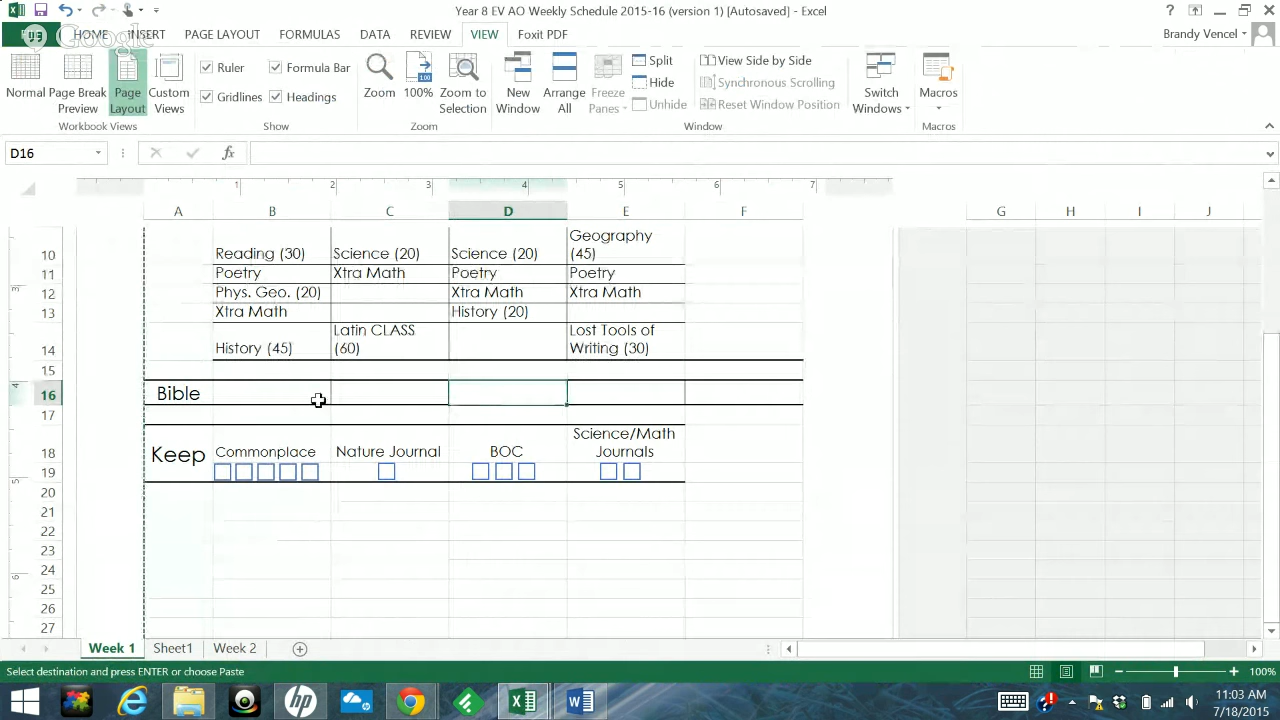 Year 8 EV AO Weekly Schedule 2015-16 (version 1) [Autosaved] - Excel
Google
HOME INSERT PAGE LAYOUT FORMULAS DATA REVIEW VIEW Foxit PDF
Brandy Vencel
Normal Page Break Preview Page Layout Custom Views
Workbook Views
Ruler Formula Bar
Gridlines Headings
Show
Zoom 100% Zoom to Selection
Zoom
New Window Arrange All Freeze Panes
Split
Hide
Unhide
View Side by Side
Synchronous Scrolling
Reset Window Position
Window
Switch Windows
Macros
Macros
D16
fx
1 2 3 4 5 6 7
A B C D E F G H I J
10 Reading (30) Science (20) Science (20) Geography (45)
11 Poetry Xtra Math Poetry Poetry
12 Phys. Geo. (20) Xtra Math Xtra Math
13 Xtra Math History (20)
14 History (45) Latin CLASS (60) Lost Tools of Writing (30)
15
16 Bible
17
18 Keep Commonplace Nature Journal BOC Science/Math Journals
19
20
21
22
23
24
25
26
27
Week 1 Sheet1 Week 2
Select destination and press ENTER or choose Paste
100%
11:03 AM
7/18/2015